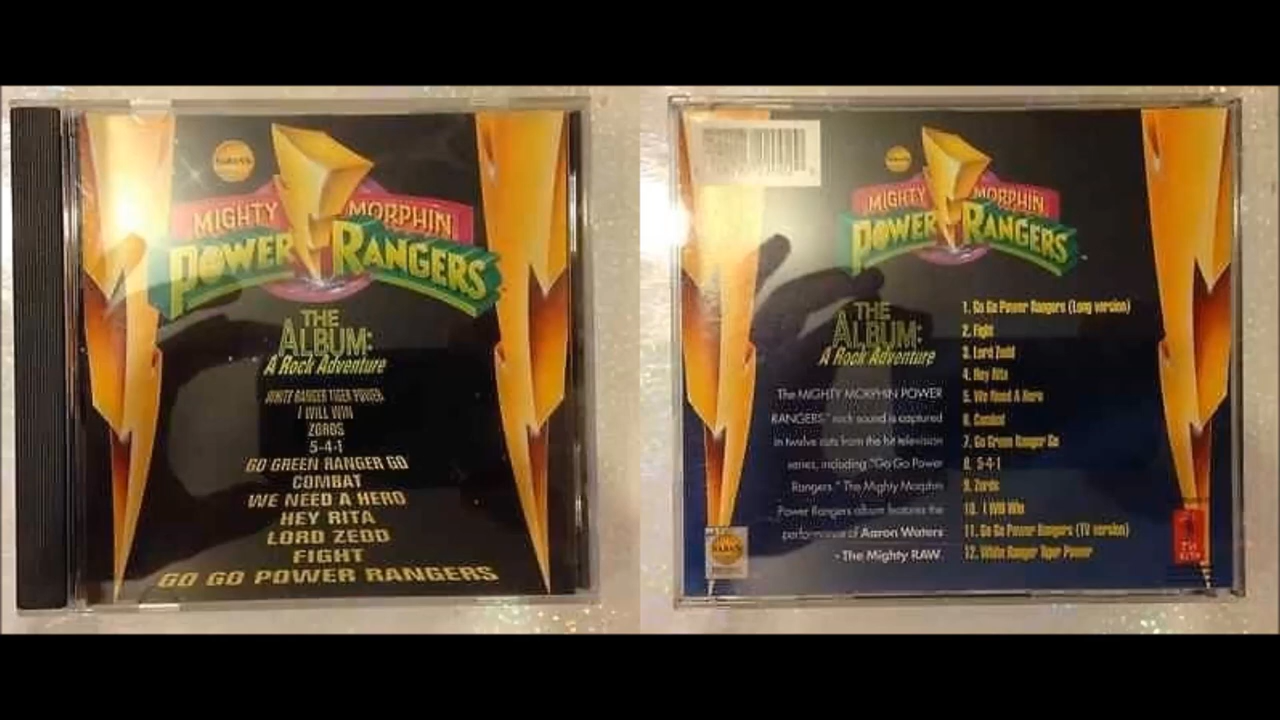 SABAN
MIGHTY MORPHIN
POWER RANGERS
THE
ALBUM:
A Rock Adventure
WHITE RANGER TIGER POWER
I WILL WIN
ZORDS
5-4-1
GO GREEN RANGER GO
COMBAT
WE NEED A HERO
HEY RITA
LORD ZEDD
FIGHT
GO GO POWER RANGERS
MIGHTY MORPHIN
POWER RANGERS
THE
ALBUM:
A Rock Adventure
The MIGHTY MORPHIN POWER
RANGERS™ rock sound is captured
in twelve cuts from the hit television
series, including "Go Go Power
Rangers." The Mighty Morphin
Power Rangers album features the
performance of Aaron Waters
- The Mighty RAW.
1. Go Go Power Rangers (Long version)
2. Fight
3. Lord Zedd
4. Hey Rita
5. We Need A Hero
6. Combat
7. Go Green Ranger Go
8. 5-4-1
9. Zords
10. I Will Win
11. Go Go Power Rangers (TV version)
12. White Ranger Tiger Power
SABAN